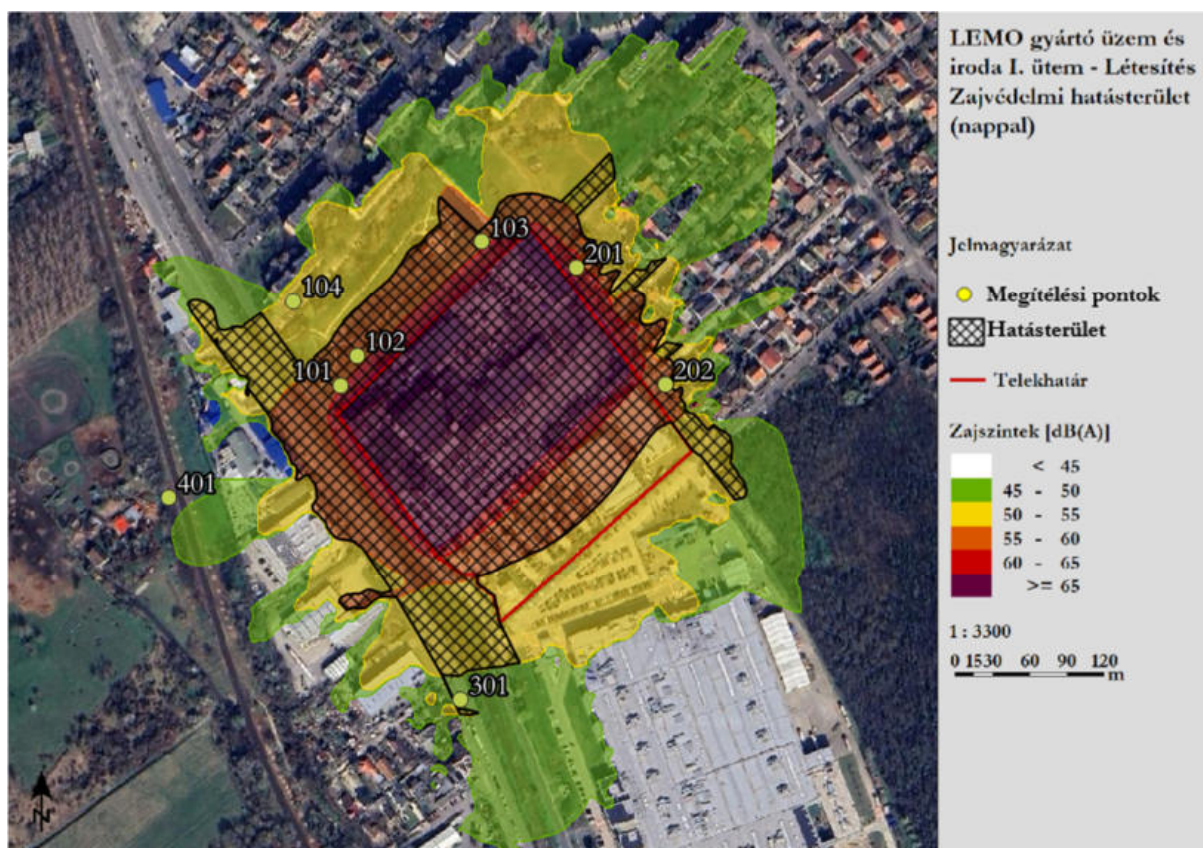 LEMO gyártó üzem és
iroda I. ütem - Létesítés
Zajvédelmi hatásterület
(nappal)
Jelmagyarázat
Megítélési pontok
Hatásterület
Telekhatár
Zajszintek [dB(A)]
< 45
45 - 50
50 - 55
55 - 60
60 - 65
>= 65
1 : 3300
0 1530 60 90 120
m
103
201
104
102
101
202
401
301
N